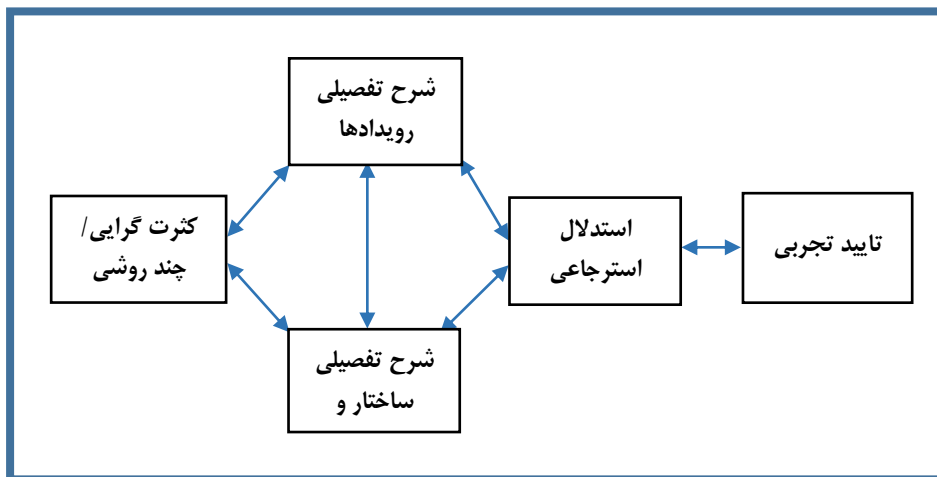 شرح تفصیلی
رویدادها
کثرت گرایی/
چند روشی
استدلال
استرجاعی
تایید تجربی
شرح تفصیلی
ساختار و